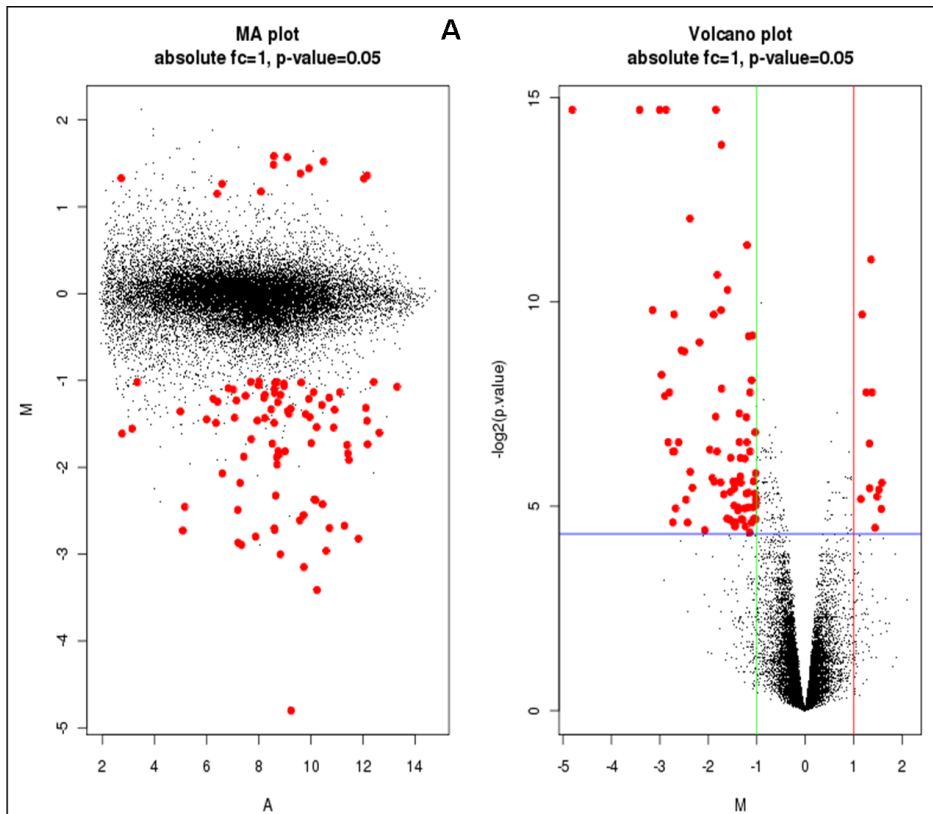 A
MA plot
absolute fc=1, p-value=0.05
2
1
0
-1
-2
-3
-4
-5
M
2 4 6 8 10 12 14
A
Volcano plot
absolute fc=1, p-value=0.05
15
10
5
0
-log2(p.value)
-5 -4 -3 -2 -1 0 1 2
M